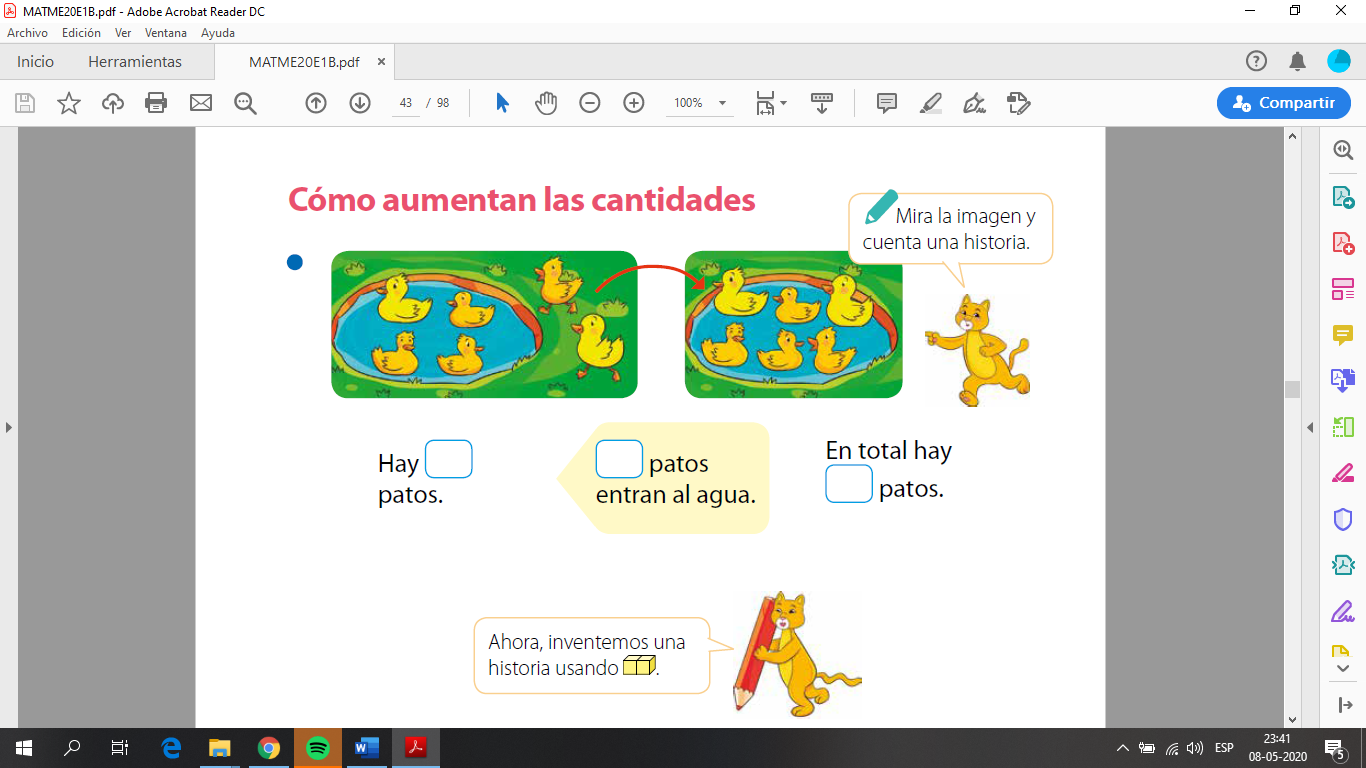 MATME20E1B.pdf - Adobe Acrobat Reader DC
Archivo Edición Ver Ventana Ayuda
Inicio Herramientas MATME20E1B.pdf
43 / 98 100% Compartir
Cómo aumentan las cantidades
Mira la imagen y
cuenta una historia.
Hay
patos.
patos
entran al agua.
En total hay
patos.
Ahora, inventemos una
historia usando .
ESP
23:41
08-05-2020
5